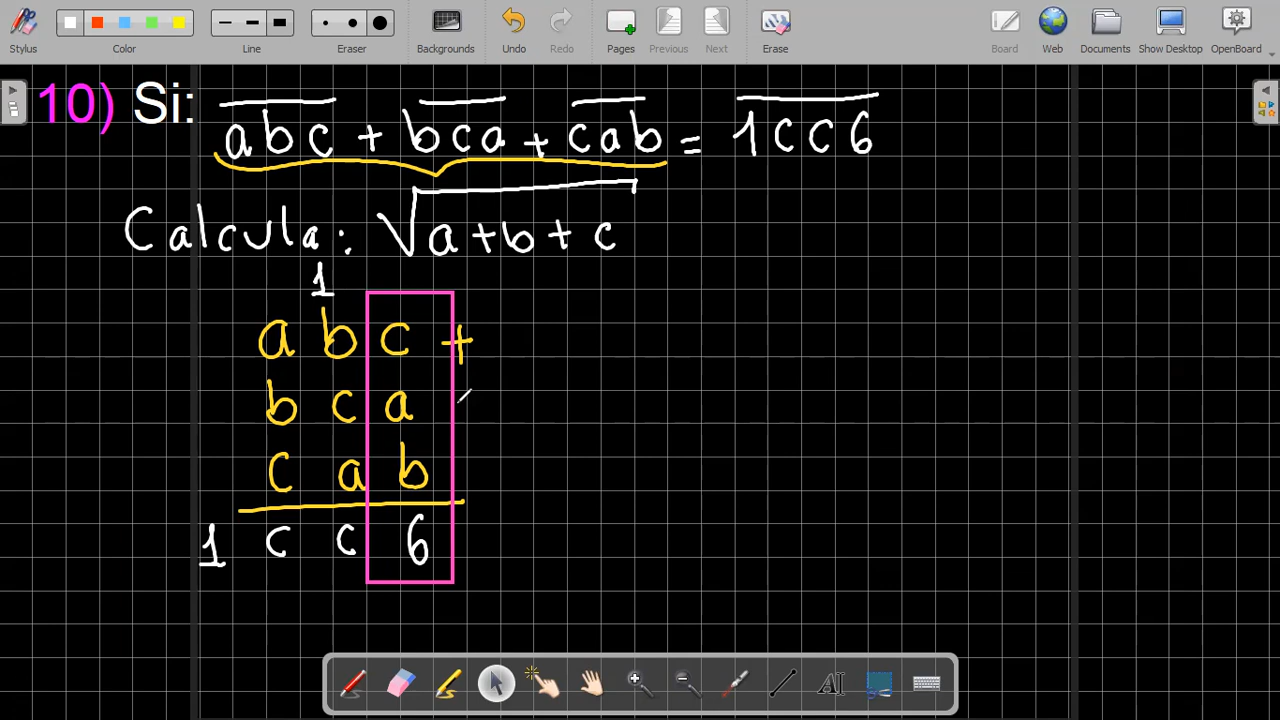 Stylus Color Line Eraser Backgrounds Undo Redo Pages Previous Next Erase Board Web Documents Show Desktop OpenBoard
10) Si: abc + bca + cab = 1cc6
Calcula: √a+b+c
1
a b c +
b c a
c a b
1 c c 6
AI